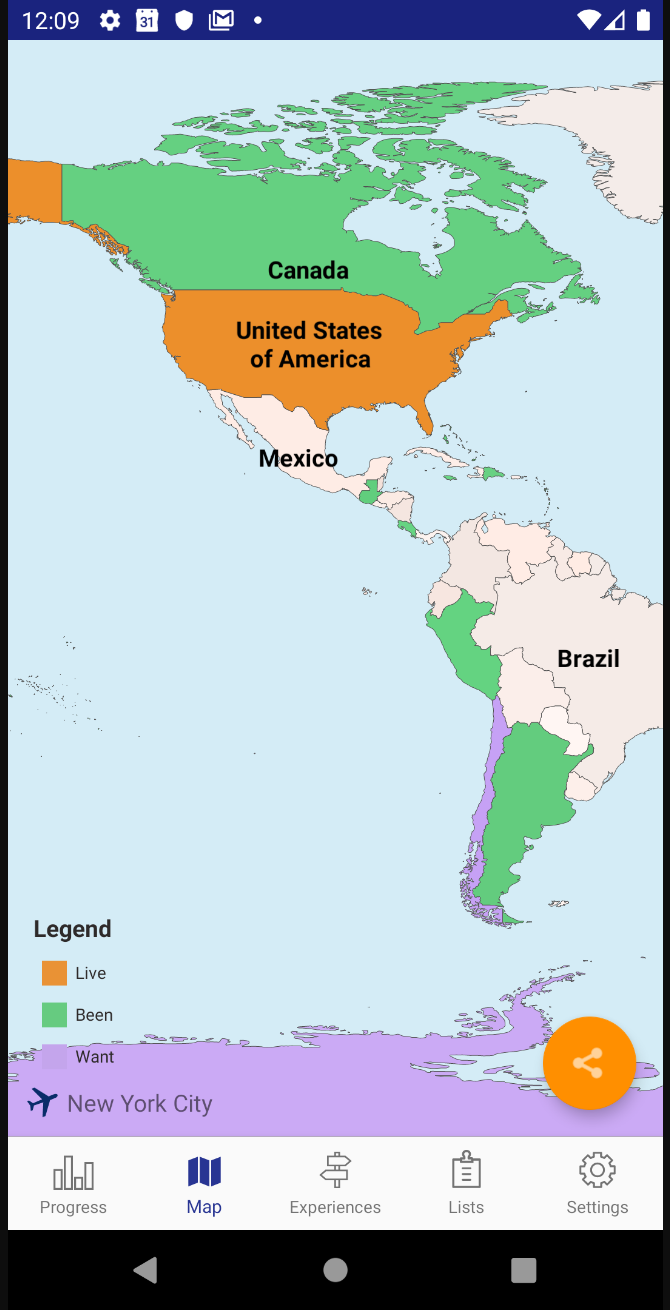 12:09
31
Canada
United States
of America
Mexico
Brazil
Legend
Live
Been
Want
New York City
Progress
Map
Experiences
Lists
Settings